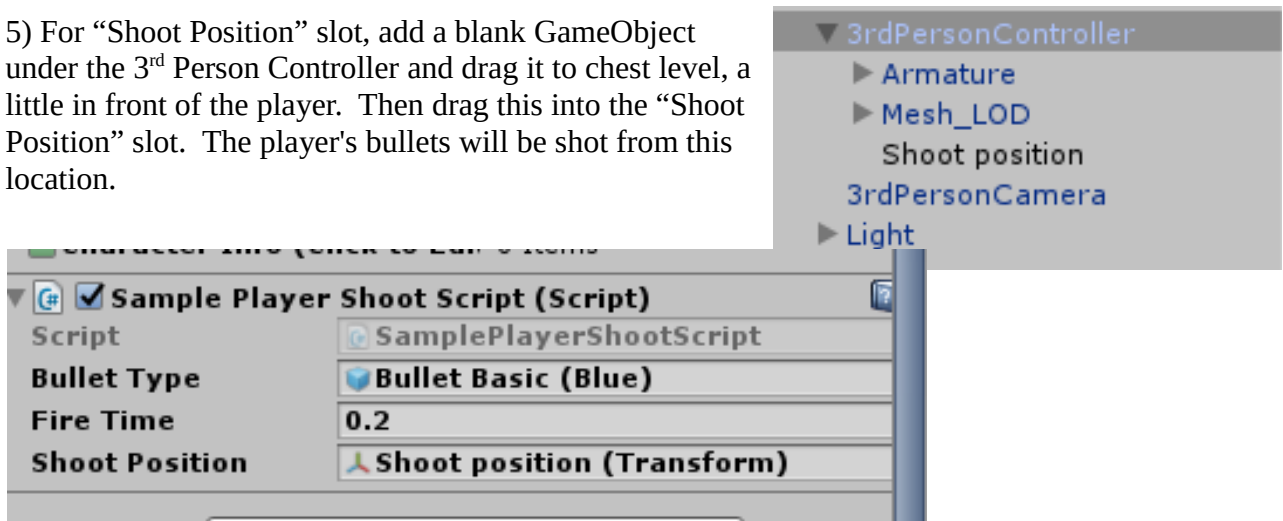 5) For “Shoot Position” slot, add a blank GameObject
under the 3rd Person Controller and drag it to chest level, a
little in front of the player.  Then drag this into the “Shoot
Position” slot.  The player's bullets will be shot from this
location.
3rdPersonController
Armature
Mesh_LOD
Shoot position
3rdPersonCamera
Light
Sample Player Shoot Script (Script)
Script SamplePlayerShootScript
Bullet Type Bullet Basic (Blue)
Fire Time 0.2
Shoot Position Shoot position (Transform)